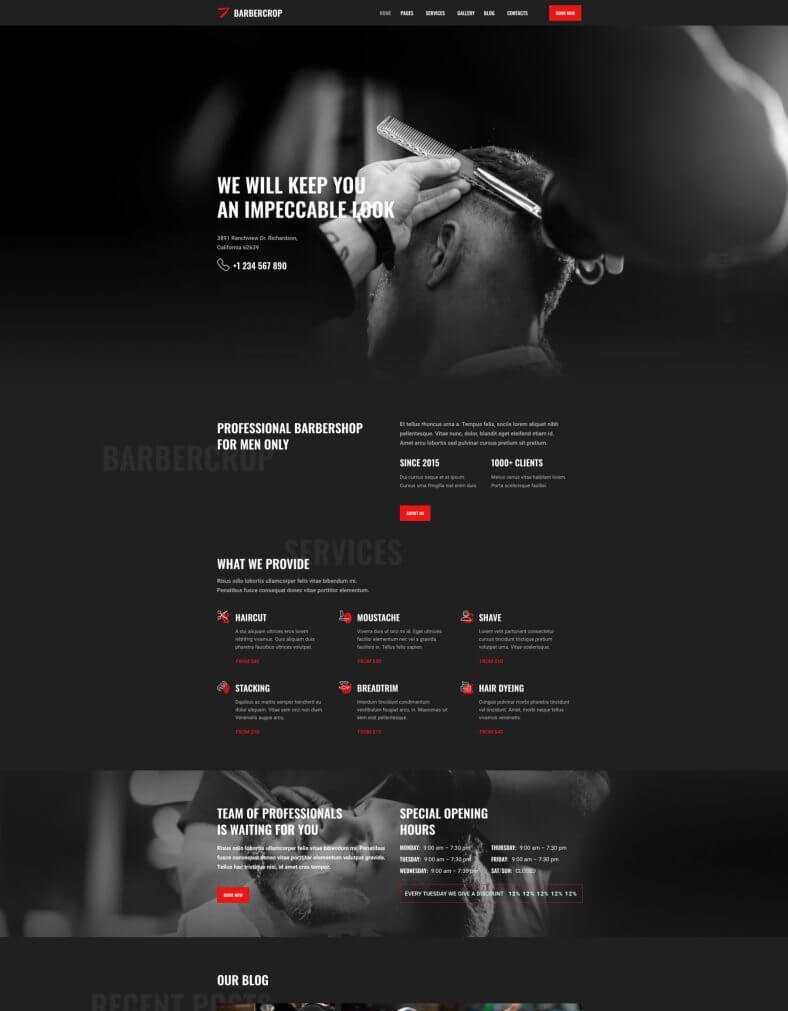 BARBERCROP
HOME PAGES SERVICES GALLERY BLOG CONTACTS
BOOK NOW
WE WILL KEEP YOU
AN IMPECCABLE LOOK
3891 Ranchview Dr. Richardson,
California 62639
+1 234 567 890
BARBERCROP
PROFESSIONAL BARBERSHOP
FOR MEN ONLY
Et tellus rhoncus urna a. Tempus felis, sociis lorem aliquet nibh
pellentesque. Vitae nunc, dolor, blandit eget eleifend etiam id.
Amet arcu lobortis sed pulvinar cursus pretium sit pretium.
SINCE 2015
Dui cursus neque et at ipsum
Cursus urna fringilla nisl enim duis
1000+ CLIENTS
Metus varius vitae habitant lorem.
Porta scelerisque facilisi
ABOUT US
SERVICES
WHAT WE PROVIDE
Risus odio lobortis ullamcorper felis vitae bibendum mi.
Penatibus fusce consequat donec vitae porttitor elementum.
HAIRCUT
A dui aliquam ultrices eros lorem
vivamus. Quis aliquam duis
pharetra faucibus ultrices volutpat.
FROM
MOUSTACHE
Viverra duis ut orci mi id. Eget ultrices
facilisi elementum nec vel a gravida
facilisis in. Tellus felis sapien.
FROM
SHAVE
Lorem velit parturient consectetur
cursus tincidunt tristique pretium
volutpat urna. Vitae scelerisque.
FROM $10
STACKING
Dapibus ac mattis semper hendrerit eu
dolor aliquam. Vitae sem non non diam.
Venenatis augue arcu.
FROM
BREADTRIM
Interdum tincidunt condimentum
vestibulum feugiat arcu, in. Maecenas sit
sem erat pellentesque.
FROM
HAIR DYEING
Congue pulvinar morbi pharetra tincidunt
vel tincidunt. Amet, morbi neque tellus
vivamus venenatis.
FROM $40
TEAM OF PROFESSIONALS
IS WAITING FOR YOU
Risus odio lobortis ullamcorper felis vitae bibendum mi. Penatibus
fusce consequat donec vitae porttitor elementum volutpat gravida.
Tellus hac tristique nisi, id amet cras tempor.
BOOK NOW
SPECIAL OPENING
HOURS
MONDAY: 9:00 am – 7:30 pm
TUESDAY: 9:00 am – 7:30 pm
WEDNESDAY: 9:00 am – 7:30 pm
THURSDAY: 9:00 am – 7:30 pm
FRIDAY: 9:00 am – 7:30 pm
SAT/SUN: CLOSED
EVERY TUESDAY WE GIVE A DISCOUNT 12% 12% 12% 12% 12%
OUR BLOG
RECENT POSTS